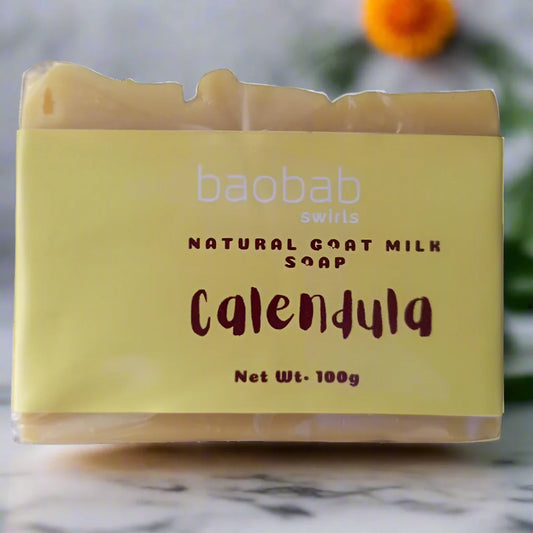 baobab
swirls
NATURAL GOAT MILK
SOAP
Calendula
Net Wt- 100g